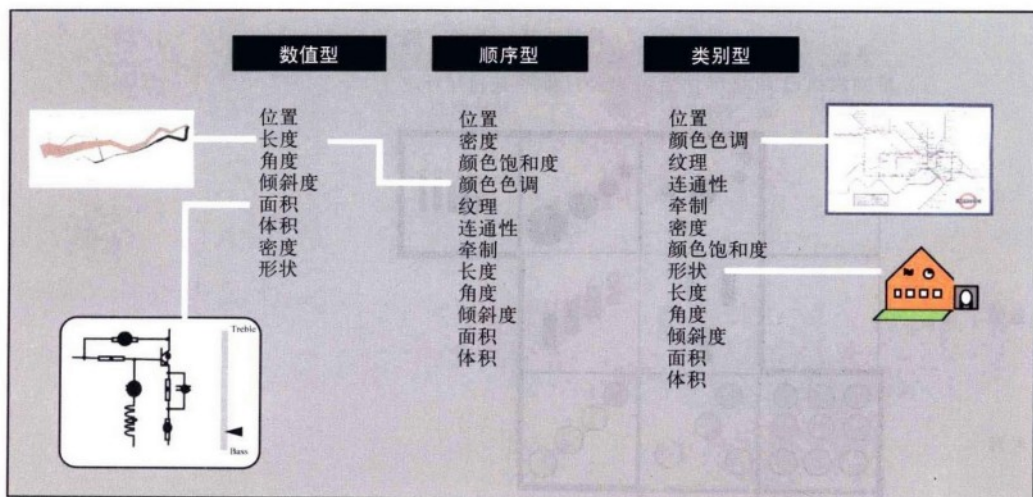 数值型
位置
长度
角度
倾斜度
面积
体积
密度
形状
顺序型
位置
密度
颜色饱和度
颜色色调
纹理
连通性
牵制
长度
角度
倾斜度
面积
体积
类别型
位置
颜色色调
纹理
连通性
牵制
密度
颜色饱和度
形状
长度
角度
倾斜度
面积
体积
Treble
Bass